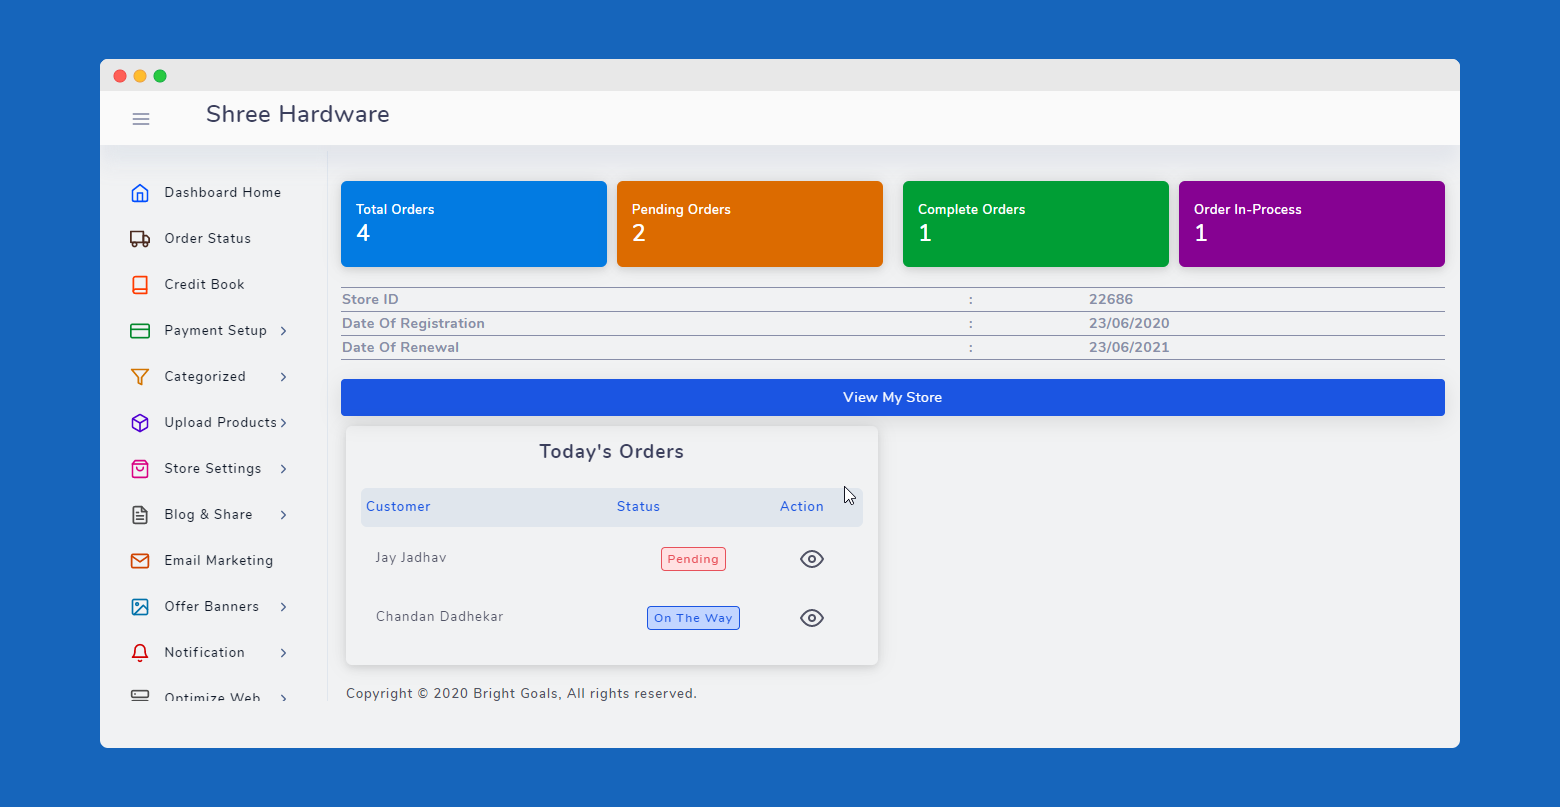 Shree Hardware
Dashboard Home
Order Status
Credit Book
Payment Setup
Categorized
Upload Products
Store Settings
Blog & Share
Email Marketing
Offer Banners
Notification
Optimize Web
Total Orders
4
Pending Orders
2
Complete Orders
1
Order In-Process
1
Store ID : 22686
Date Of Registration : 23/06/2020
Date Of Renewal : 23/06/2021
View My Store
Today's Orders
Customer Status Action
Jay Jadhav Pending
Chandan Dadhekar On The Way
Copyright © 2020 Bright Goals, All rights reserved.